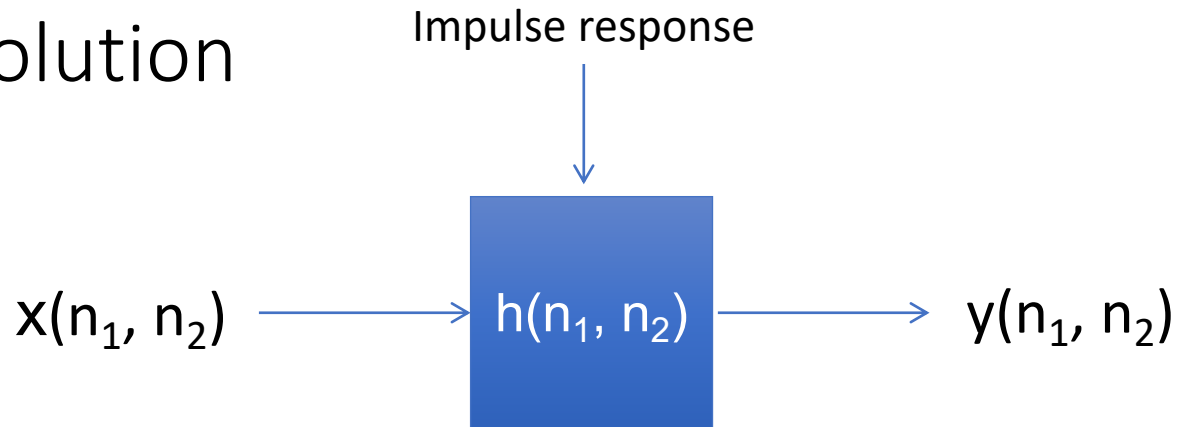 olution
Impulse response
x(n₁, n₂)
h(n₁, n₂)
y(n₁, n₂)